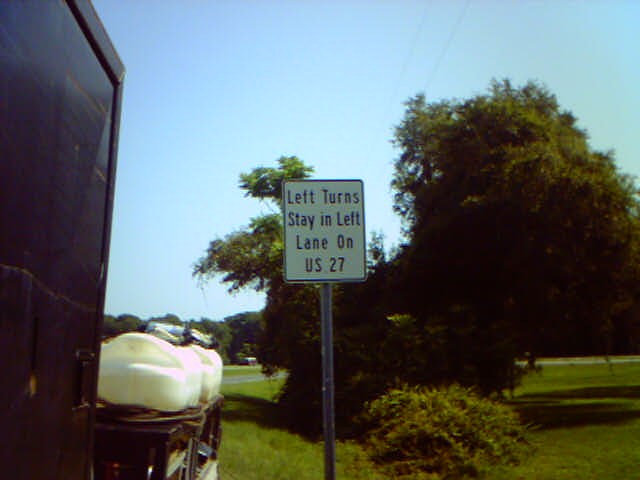 Left Turns
Stay in Left
Lane On
US 27